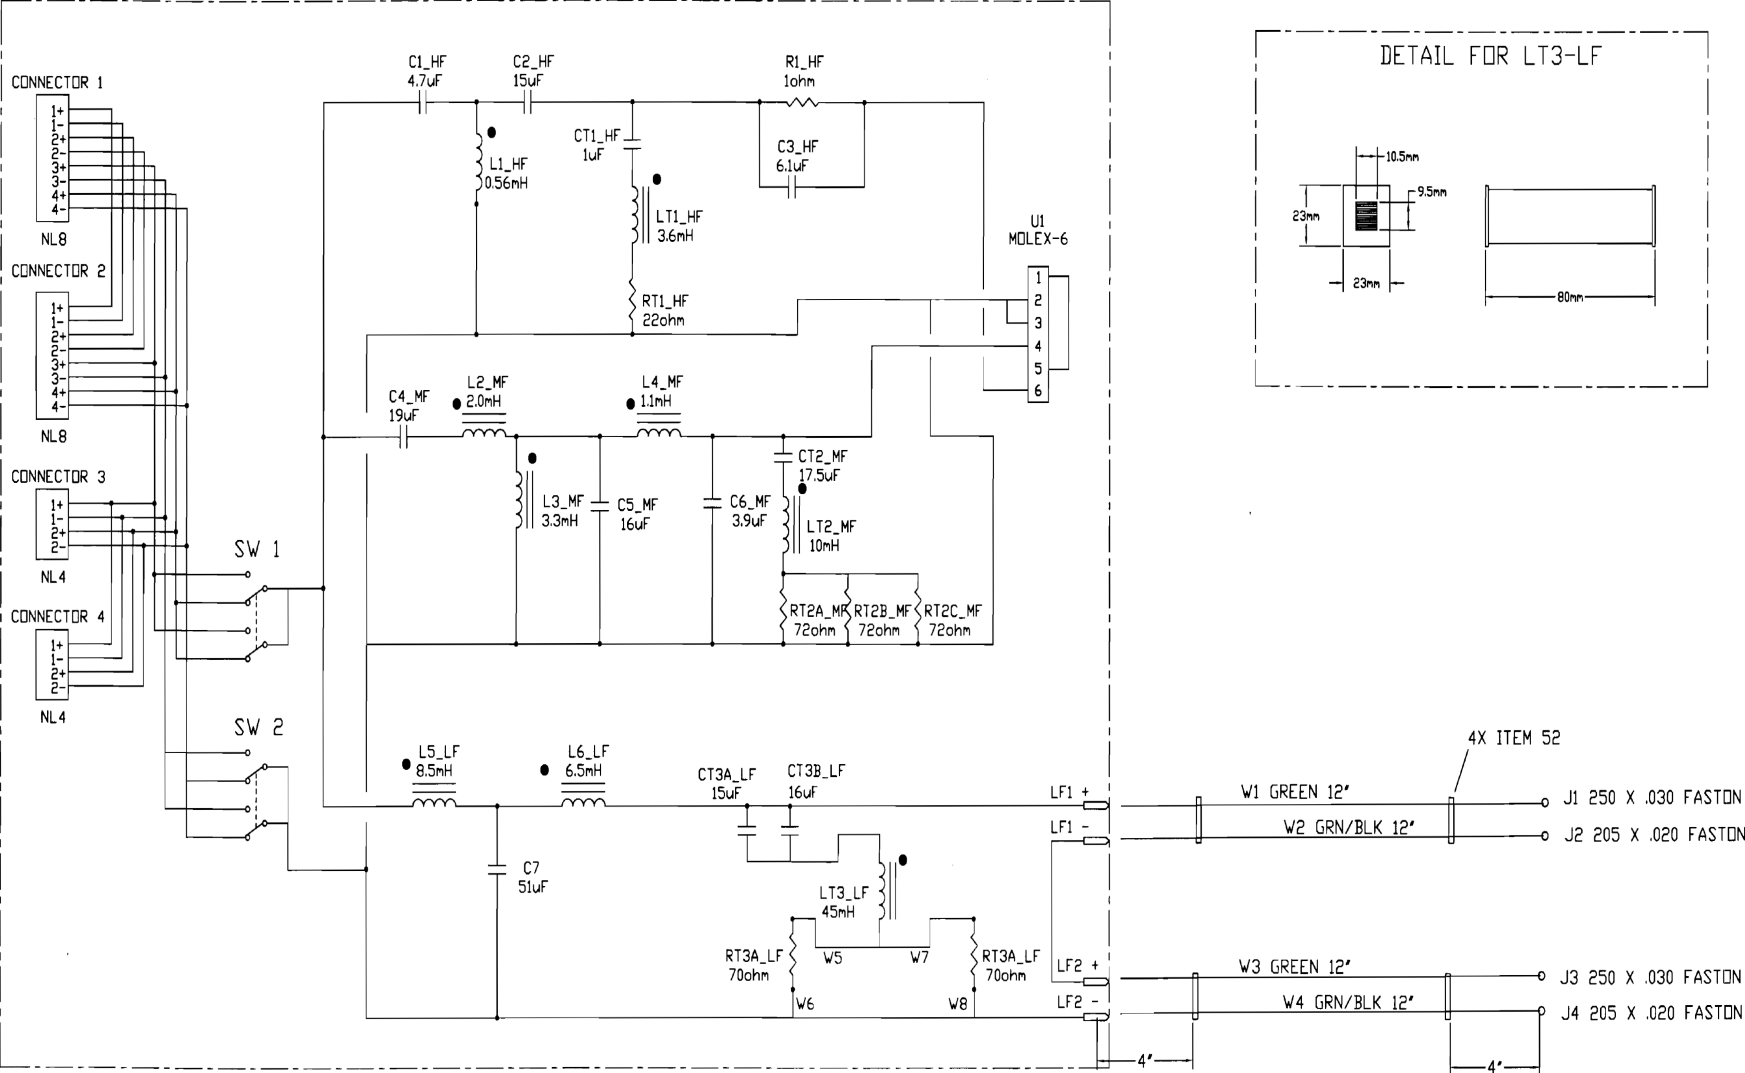 DETAIL FOR LT3-LF
10.5mm
9.5mm
23mm
23mm
80mm
CONNECTOR 1
1+
1-
2+
2-
3+
3-
4+
4-
NL8
CONNECTOR 2
1+
1-
2+
2-
3+
3-
4+
4-
NL8
CONNECTOR 3
1+
1-
2+
2-
NL4
CONNECTOR 4
1+
1-
2+
2-
NL4
SW 1
SW 2
C1_HF
4.7uF
C2_HF
15uF
R1_HF
1ohm
L1_HF
0.56mH
CT1_HF
1uF
C3_HF
6.1uF
LT1_HF
3.6mH
RT1_HF
22ohm
U1
MOLEX-6
1
2
3
4
5
6
C4_MF
19uF
L2_MF
2.0mH
L4_MF
1.1mH
L3_MF
3.3mH
C5_MF
16uF
C6_MF
3.9uF
CT2_MF
17.5uF
LT2_MF
10mH
RT2A_MF
72ohm
RT2B_MF
72ohm
RT2C_MF
72ohm
L5_LF
8.5mH
L6_LF
6.5mH
CT3A_LF
15uF
CT3B_LF
16uF
C7
51uF
LT3_LF
45mH
RT3A_LF
70ohm
W5
W7
RT3A_LF
70ohm
W6
W8
LF1 +
LF1 -
LF2 +
LF2 -
4X ITEM 52
W1 GREEN 12"
J1 250 X .030 FASTON
W2 GRN/BLK 12"
J2 205 X .020 FASTON
W3 GREEN 12"
J3 250 X .030 FASTON
W4 GRN/BLK 12"
J4 205 X .020 FASTON
4"
4"